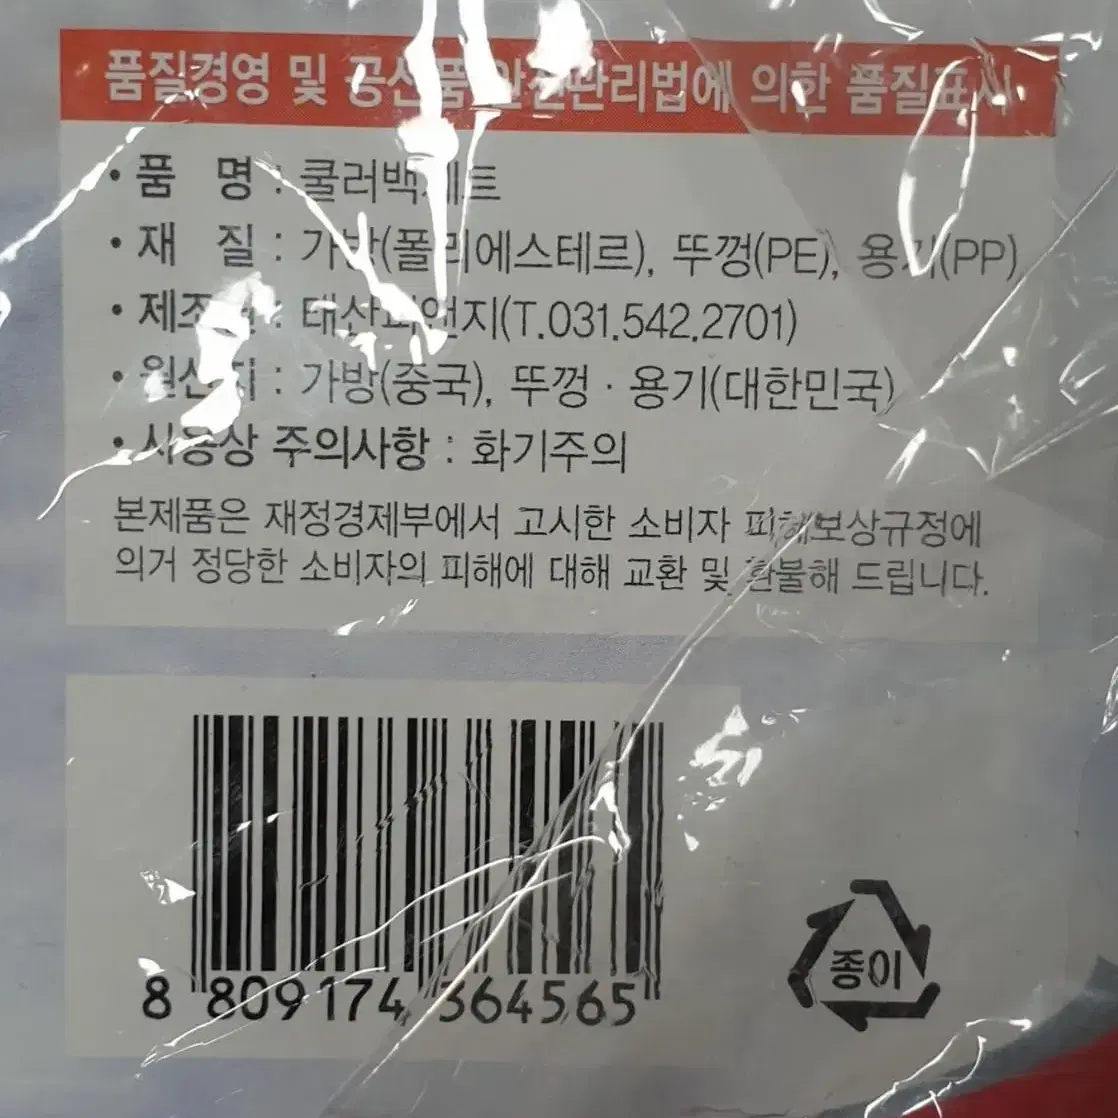 품질경영 및 공산품 안전관리법에 의한 품질표시
· 품 명 : 쿨러백세트
· 재 질 : 가방(폴리에스테르), 뚜껑(PE), 용기(PP)
· 제조원 : 태산피앤지(T.031.542.2701)
· 원산지 : 가방(중국), 뚜껑 · 용기(대한민국)
· 사용상 주의사항 : 화기주의
본제품은 재정경제부에서 고시한 소비자 피해보상규정에
의거 정당한 소비자의 피해에 대해 교환 및 환불해 드립니다.
8 809174 364565
종이